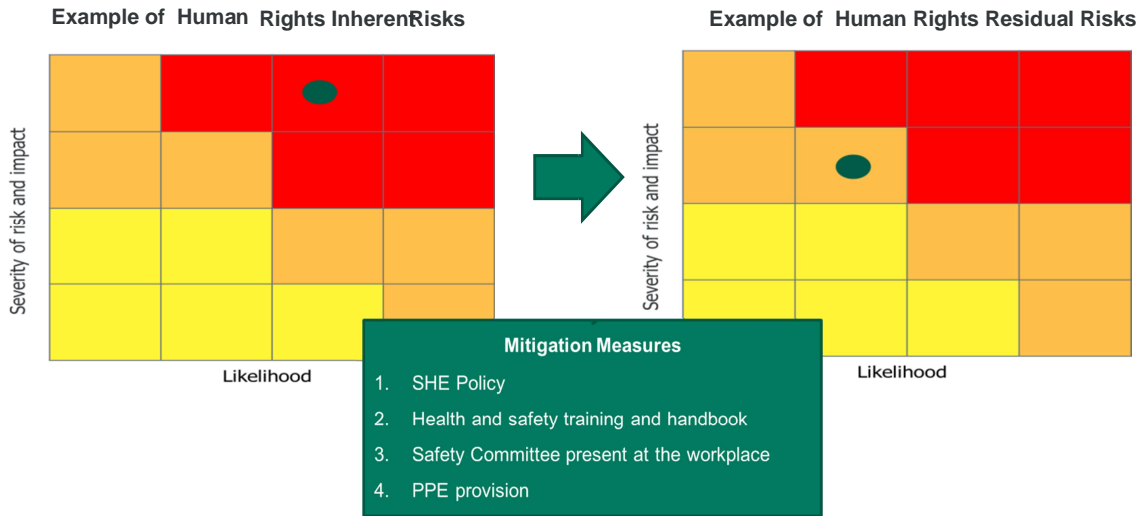 Example of Human Rights Inherent Risks
Example of Human Rights Residual Risks
Severity of risk and impact
Likelihood
Severity of risk and impact
Likelihood
Mitigation Measures
1. SHE Policy
2. Health and safety training and handbook
3. Safety Committee present at the workplace
4. PPE provision